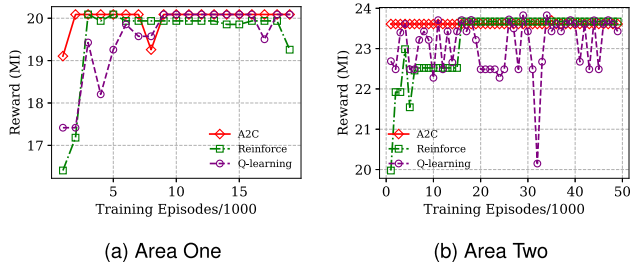 20
19
18
17
Reward (MI)
5
10
15
Training Episodes/1000
A2C
Reinforce
Q-learning
(a) Area One
24
23
22
21
20
Reward (MI)
0
10
20
30
40
50
Training Episodes/1000
A2C
Reinforce
Q-learning
(b) Area Two